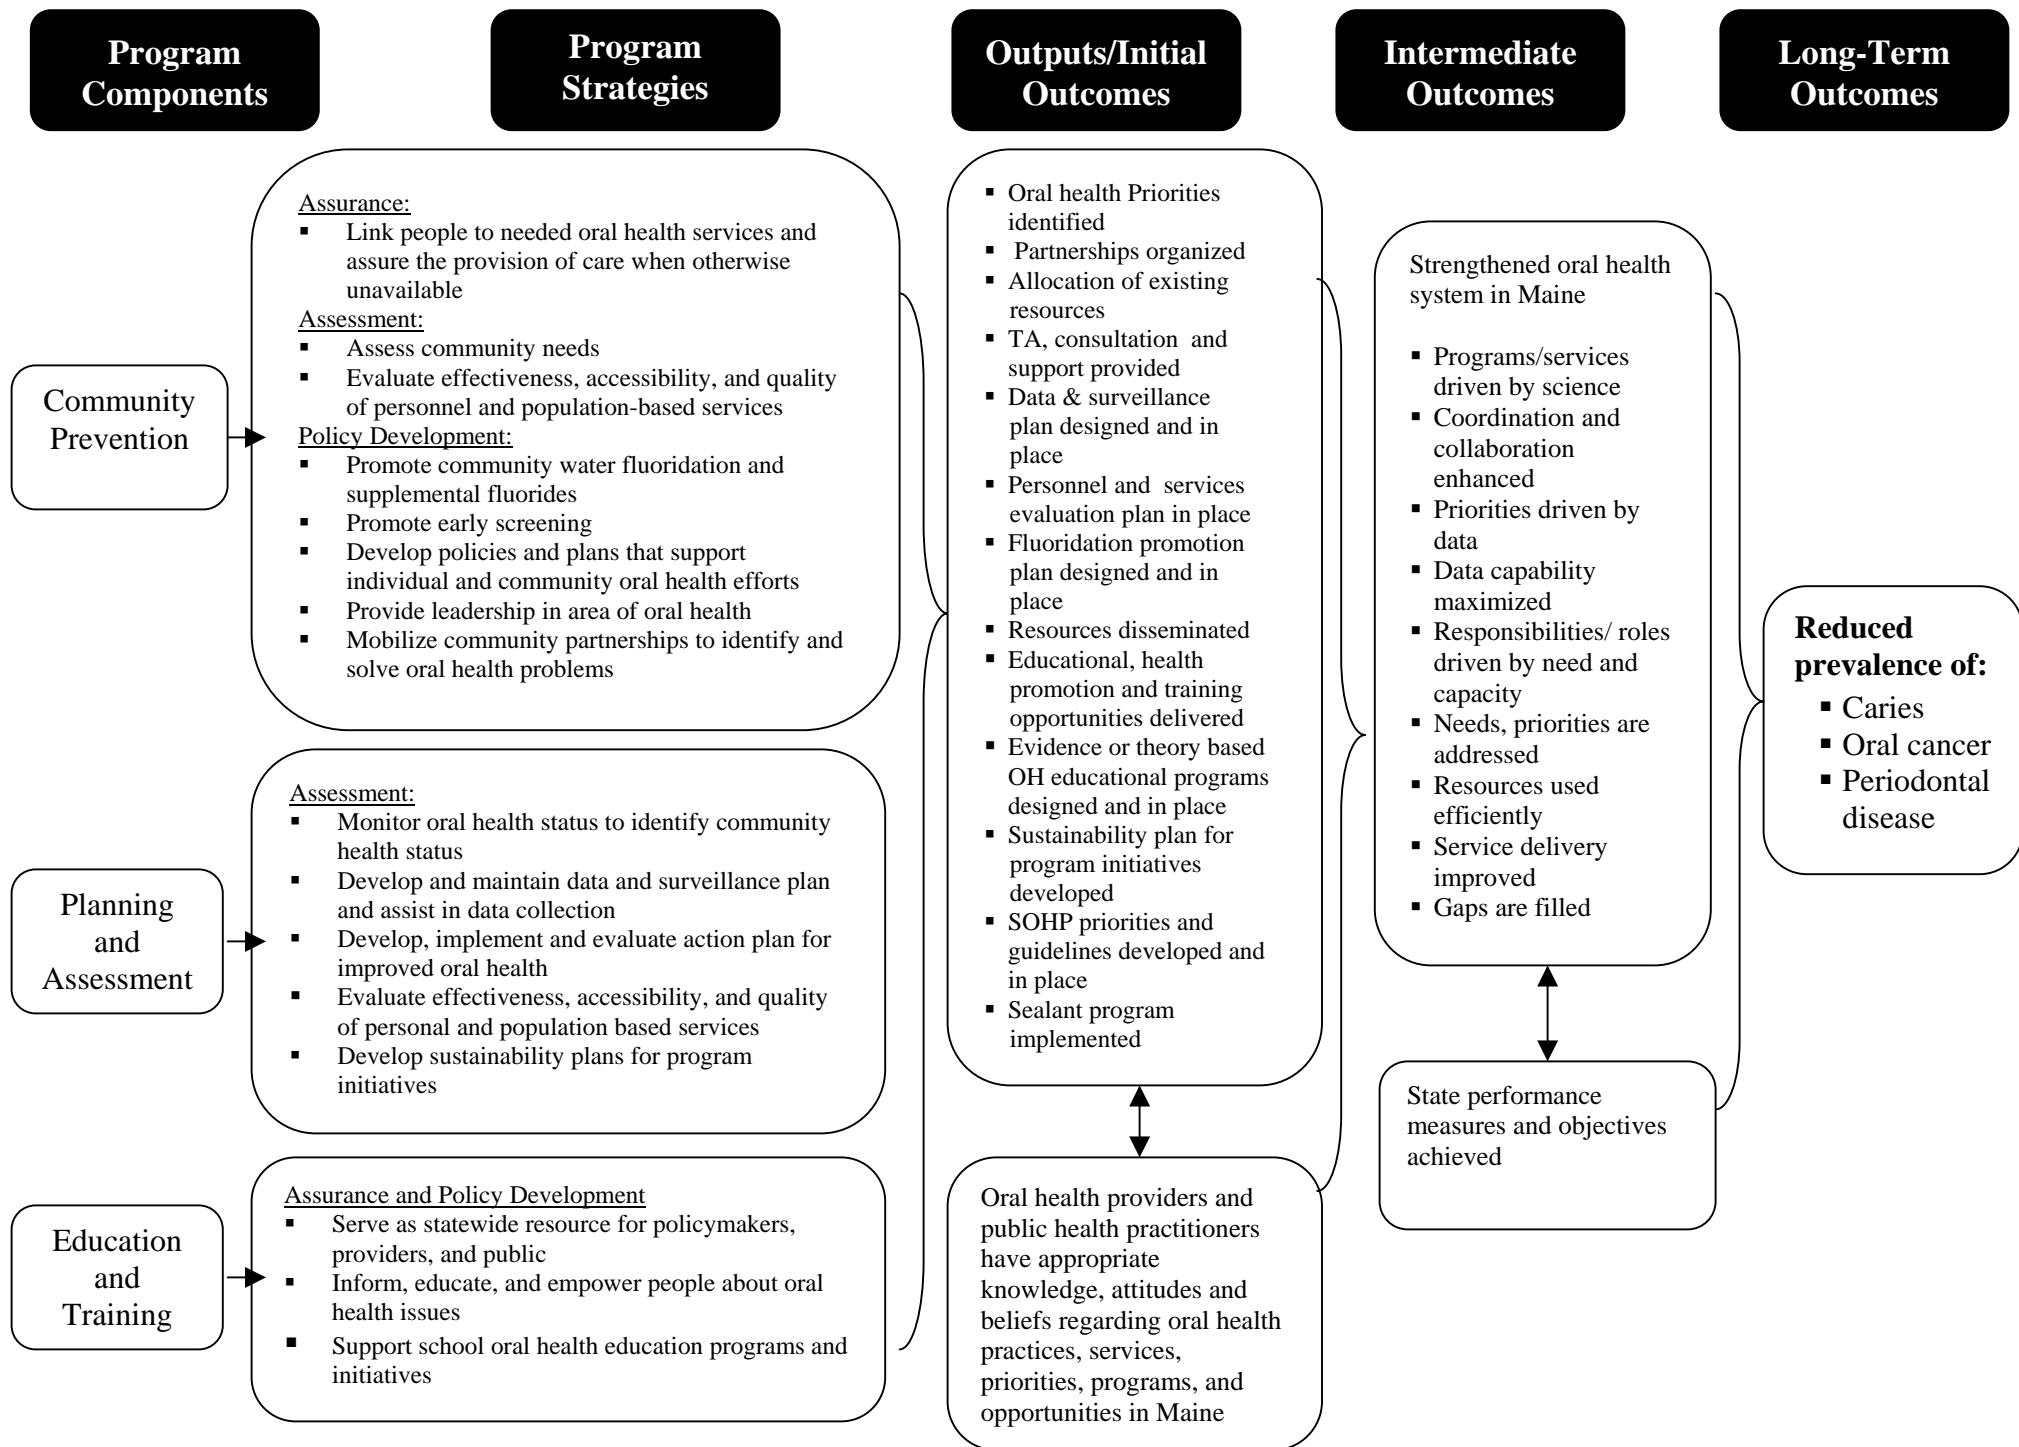 Program
Components
Program
Strategies
Outputs/Initial
Outcomes
Intermediate
Outcomes
Long-Term
Outcomes
Community
Prevention
Assurance:
▪ Link people to needed oral health services and
assure the provision of care when otherwise
unavailable
Assessment:
▪ Assess community needs
▪ Evaluate effectiveness, accessibility, and quality
of personnel and population-based services
Policy Development:
▪ Promote community water fluoridation and
supplemental fluorides
▪ Promote early screening
▪ Develop policies and plans that support
individual and community oral health efforts
▪ Provide leadership in area of oral health
▪ Mobilize community partnerships to identify and
solve oral health problems
Planning
and
Assessment
Assessment:
▪ Monitor oral health status to identify community
health status
▪ Develop and maintain data and surveillance plan
and assist in data collection
▪ Develop, implement and evaluate action plan for
improved oral health
▪ Evaluate effectiveness, accessibility, and quality
of personal and population based services
▪ Develop sustainability plans for program
initiatives
Education
and
Training
Assurance and Policy Development
▪ Serve as statewide resource for policymakers,
providers, and public
▪ Inform, educate, and empower people about oral
health issues
▪ Support school oral health education programs and
initiatives
▪ Oral health Priorities
identified
▪ Partnerships organized
▪ Allocation of existing
resources
▪ TA, consultation and
support provided
▪ Data & surveillance
plan designed and in
place
▪ Personnel and services
evaluation plan in place
▪ Fluoridation promotion
plan designed and in
place
▪ Resources disseminated
▪ Educational, health
promotion and training
opportunities delivered
▪ Evidence or theory based
OH educational programs
designed and in place
▪ Sustainability plan for
program initiatives
developed
▪ SOHP priorities and
guidelines developed and
in place
▪ Sealant program
implemented
Oral health providers and
public health practitioners
have appropriate
knowledge, attitudes and
beliefs regarding oral health
practices, services,
priorities, programs, and
opportunities in Maine
Strengthened oral health
system in Maine
▪ Programs/services
driven by science
▪ Coordination and
collaboration
enhanced
▪ Priorities driven by
data
▪ Data capability
maximized
▪ Responsibilities/ roles
driven by need and
capacity
▪ Needs, priorities are
addressed
▪ Resources used
efficiently
▪ Service delivery
improved
▪ Gaps are filled
State performance
measures and objectives
achieved
Reduced
prevalence of:
▪ Caries
▪ Oral cancer
▪ Periodontal
disease